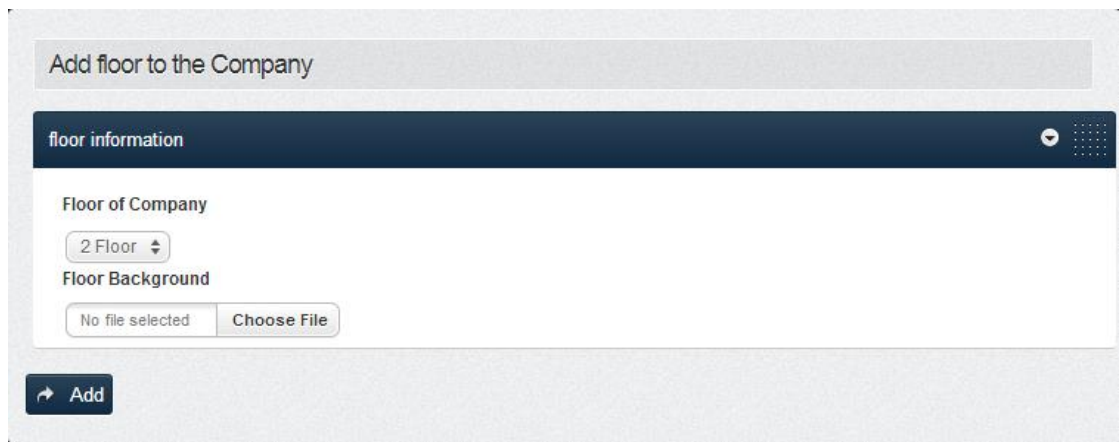 Add floor to the Company
floor information
Floor of Company
2 Floor
Floor Background
No file selected Choose File
Add